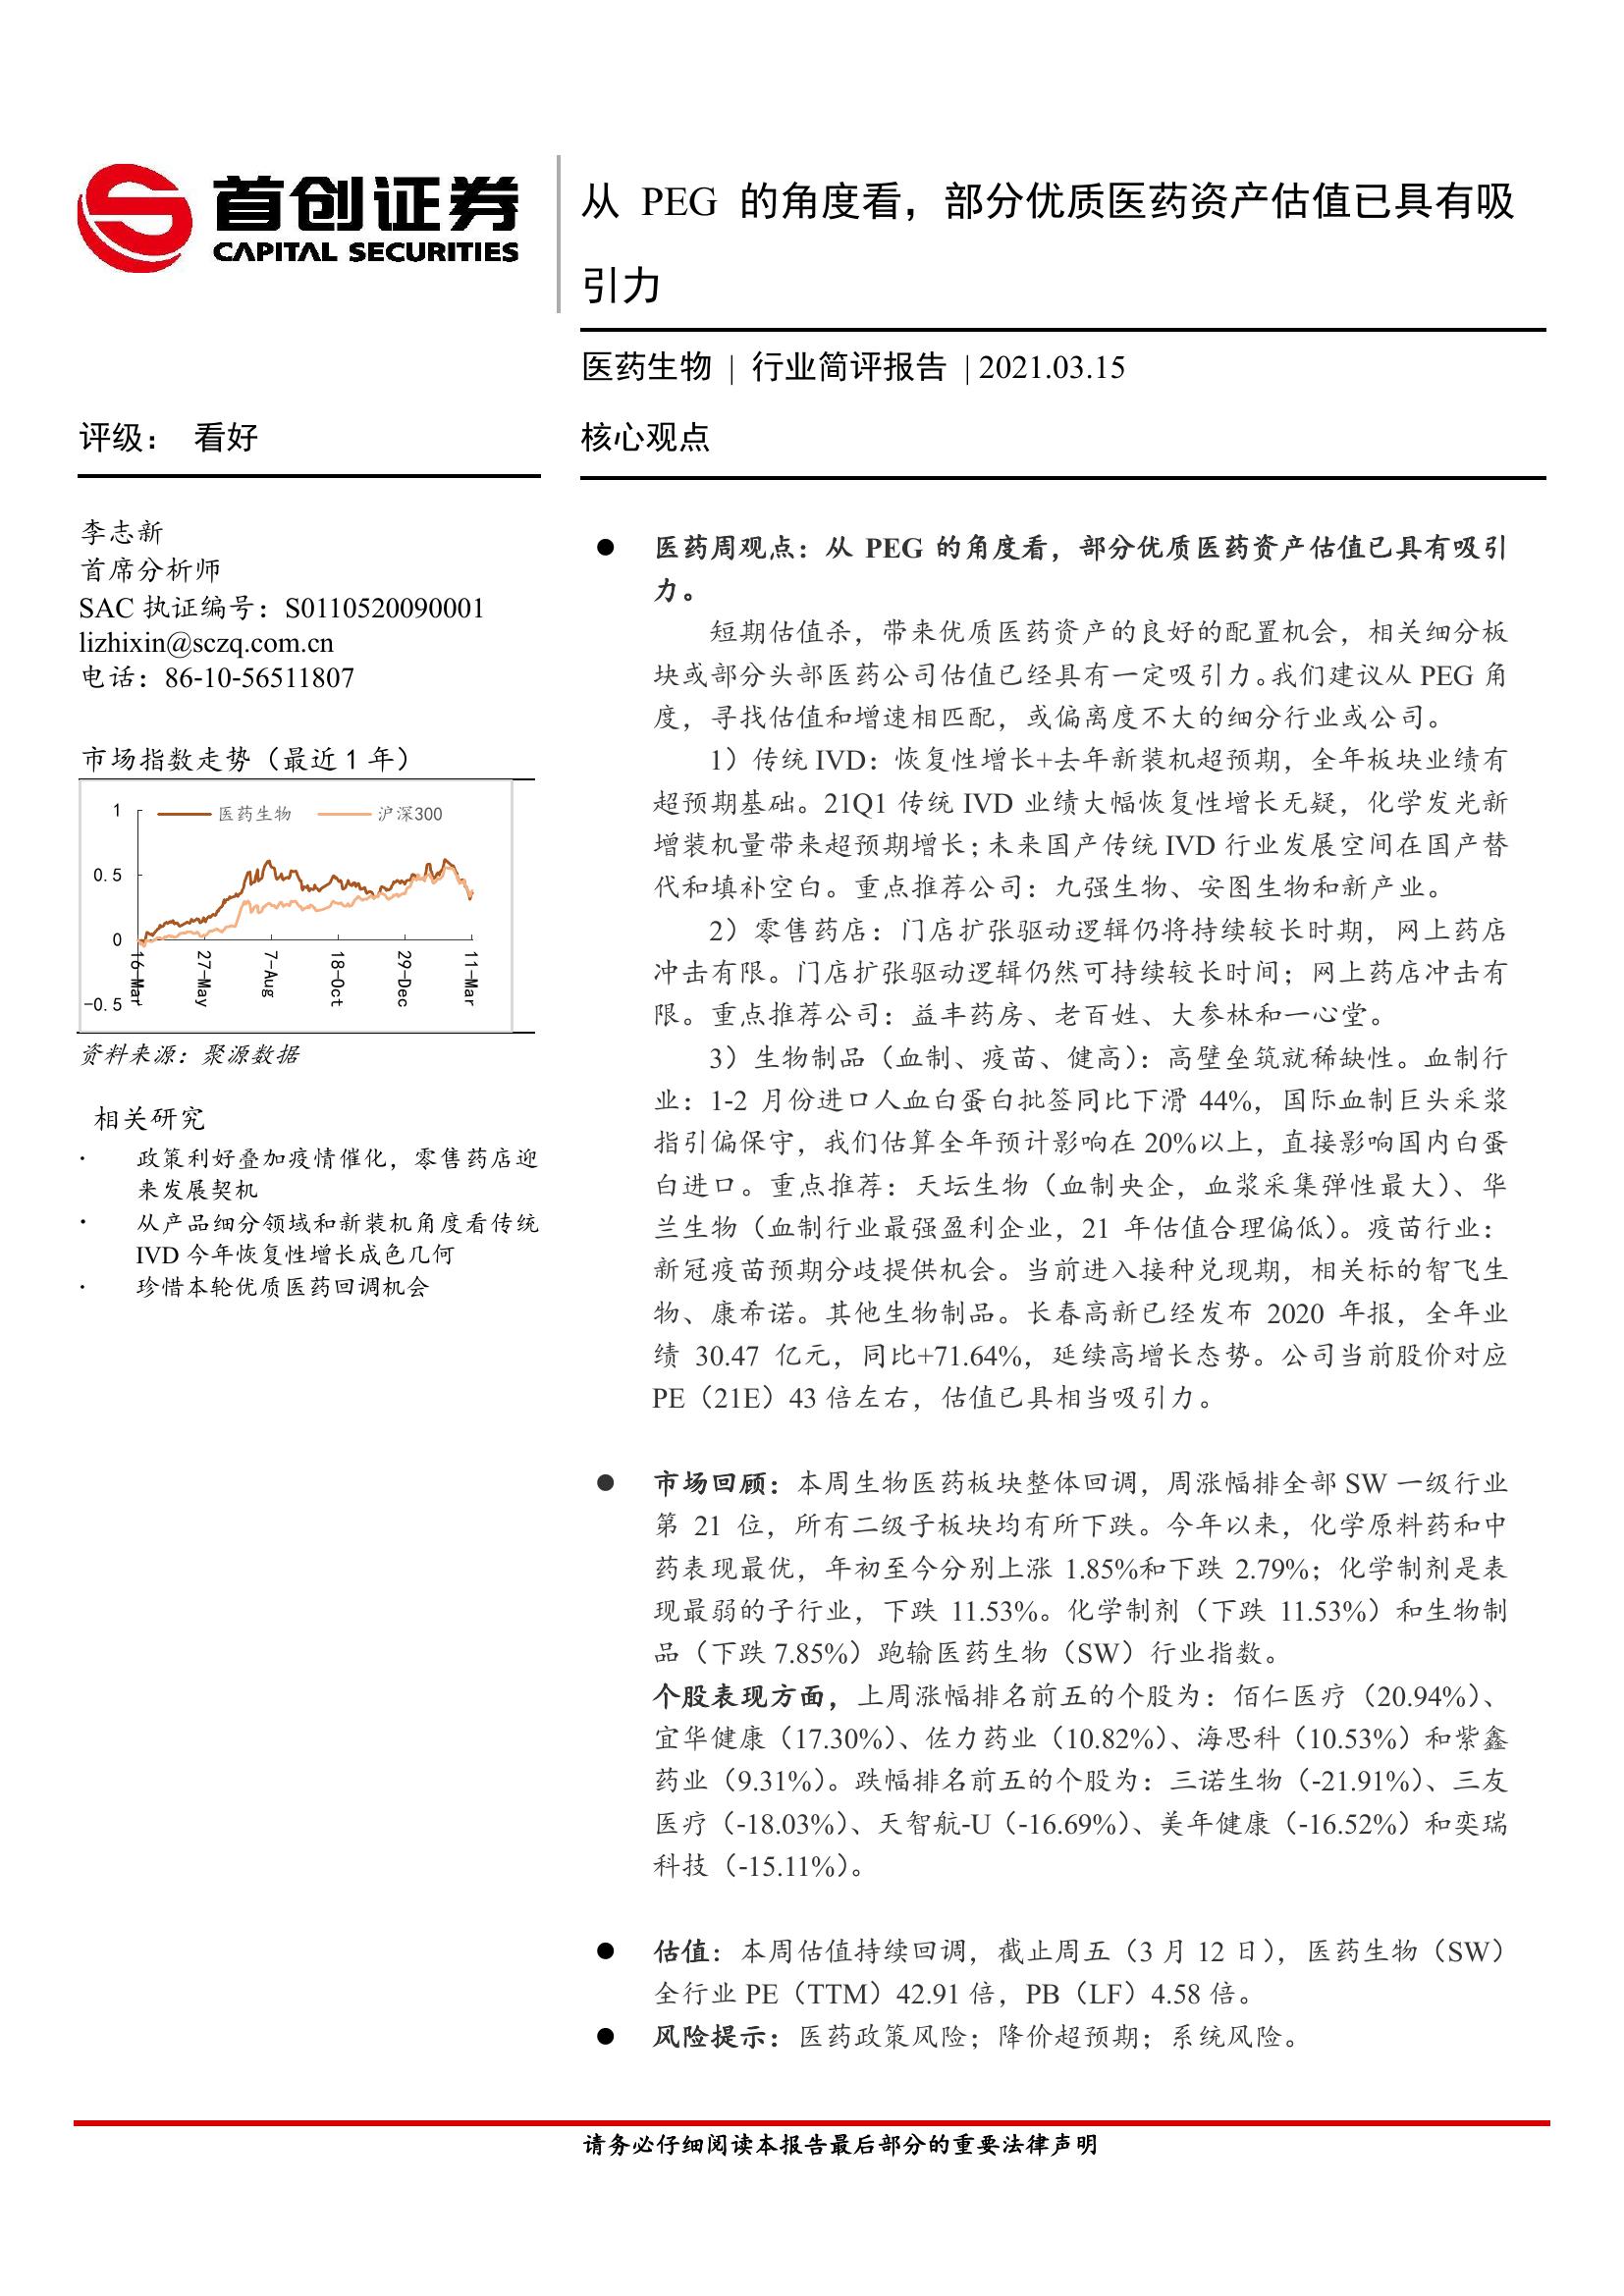 首创证券
CAPITAL SECURITIES
从 PEG 的角度看，部分优质医药资产估值已具有吸
引力
医药生物 | 行业简评报告 | 2021.03.15
评级： 看好
核心观点
李志新
首席分析师
SAC 执证编号：S0110520090001
lizhixin@sczq.com.cn
电话：86-10-56511807
市场指数走势（最近 1 年）
医药生物
沪深300
1
0.5
0
-0.5
16-Mar
27-May
7-Aug
18-Oct
29-Dec
11-Mar
资料来源：聚源数据
相关研究
· 政策利好叠加疫情催化，零售药店迎
来发展契机
· 从产品细分领域和新装机角度看传统
IVD 今年恢复性增长成色几何
· 珍惜本轮优质医药回调机会
● 医药周观点：从 PEG 的角度看，部分优质医药资产估值已具有吸引
力。
短期估值杀，带来优质医药资产的良好的配置机会，相关细分板
块或部分头部医药公司估值已经具有一定吸引力。我们建议从 PEG 角
度，寻找估值和增速相匹配，或偏离度不大的细分行业或公司。
1）传统 IVD：恢复性增长+去年新装机超预期，全年板块业绩有
超预期基础。21Q1 传统 IVD 业绩大幅恢复性增长无疑，化学发光新
增装机量带来超预期增长；未来国产传统 IVD 行业发展空间在国产替
代和填补空白。重点推荐公司：九强生物、安图生物和新产业。
2）零售药店：门店扩张驱动逻辑仍将持续较长时期，网上药店
冲击有限。门店扩张驱动逻辑仍然可持续较长时间；网上药店冲击有
限。重点推荐公司：益丰药房、老百姓、大参林和一心堂。
3）生物制品（血制、疫苗、健高）：高壁垒筑就稀缺性。血制行
业：1-2 月份进口人血白蛋白批签同比下滑 44%，国际血制巨头采浆
指引偏保守，我们估算全年预计影响在 20%以上，直接影响国内白蛋
白进口。重点推荐：天坛生物（血制央企，血浆采集弹性最大）、华
兰生物（血制行业最强盈利企业，21 年估值合理偏低）。疫苗行业：
新冠疫苗预期分歧提供机会。当前进入接种兑现期，相关标的智飞生
物、康希诺。其他生物制品。长春高新已经发布 2020 年报，全年业
绩 30.47 亿元，同比+71.64%，延续高增长态势。公司当前股价对应
PE（21E）43 倍左右，估值已具相当吸引力。
● 市场回顾：本周生物医药板块整体回调，周涨幅排全部 SW 一级行业
第 21 位，所有二级子板块均有所下跌。今年以来，化学原料药和中
药表现最优，年初至今分别上涨 1.85%和下跌 2.79%；化学制剂是表
现最弱的子行业，下跌 11.53%。化学制剂（下跌 11.53%）和生物制
品（下跌 7.85%）跑输医药生物（SW）行业指数。
个股表现方面，上周涨幅排名前五的个股为：佰仁医疗（20.94%）、
宜华健康（17.30%）、佐力药业（10.82%）、海思科（10.53%）和紫鑫
药业（9.31%）。跌幅排名前五的个股为：三诺生物（-21.91%）、三友
医疗（-18.03%）、天智航-U（-16.69%）、美年健康（-16.52%）和奕瑞
科技（-15.11%）。
● 估值：本周估值持续回调，截止周五（3 月 12 日），医药生物（SW）
全行业 PE（TTM）42.91 倍，PB（LF）4.58 倍。
● 风险提示：医药政策风险；降价超预期；系统风险。
请务必仔细阅读本报告最后部分的重要法律声明